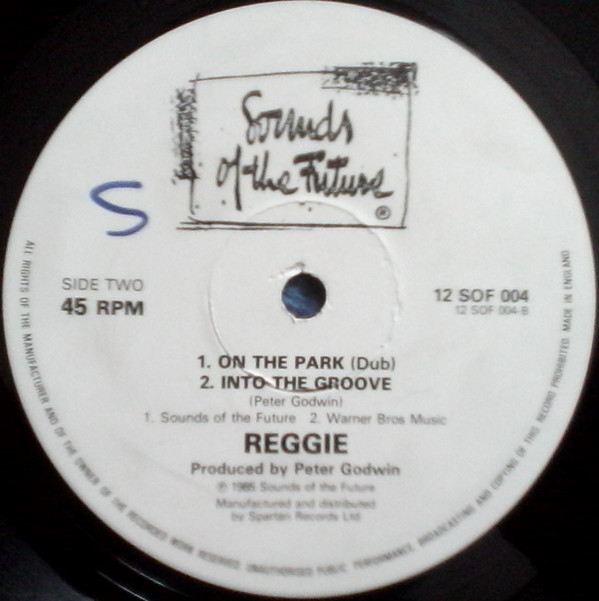 Sounds
of the Future
®
S
SIDE TWO
45 RPM
12 SOF 004
12 SOF 004-B
1. ON THE PARK (Dub)
2. INTO THE GROOVE
(Peter Godwin)
1. Sounds of the Future 2. Warner Bros Music
REGGIE
Produced by Peter Godwin
℗ 1985 Sounds of the Future
Manufactured and distributed
by Spartan Records Ltd.
ALL RIGHTS OF THE MANUFACTURER AND OF THE OWNER OF THE RECORDED WORK RESERVED. UNAUTHORISED PUBLIC PERFORMANCE, BROADCASTING AND COPYING OF THIS RECORD PROHIBITED. MADE IN ENGLAND